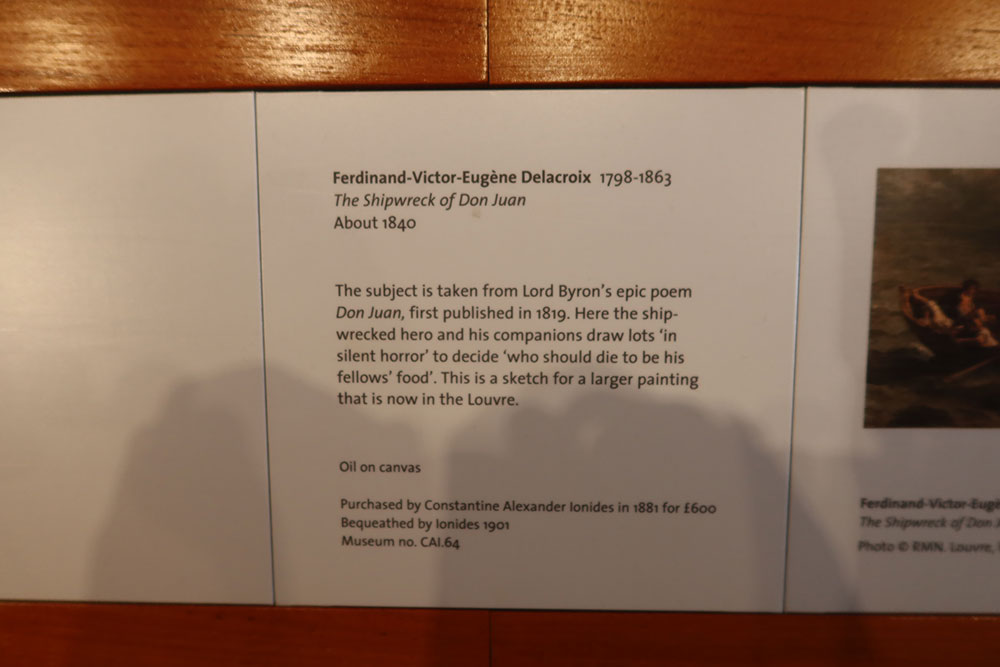 Ferdinand-Victor-Eugène Delacroix 1798-1863
The Shipwreck of Don Juan
About 1840
The subject is taken from Lord Byron's epic poem
Don Juan, first published in 1819. Here the ship-
wrecked hero and his companions draw lots ‘in
silent horror’ to decide ‘who should die to be his
fellows’ food’. This is a sketch for a larger painting
that is now in the Louvre.
Oil on canvas
Purchased by Constantine Alexander Ionides in 1881 for £600
Bequeathed by Ionides 1901
Museum no. CAI.64
Ferdinand-Victor-Eugè
The Shipwreck of Don J
Photo © RMN. Louvre,